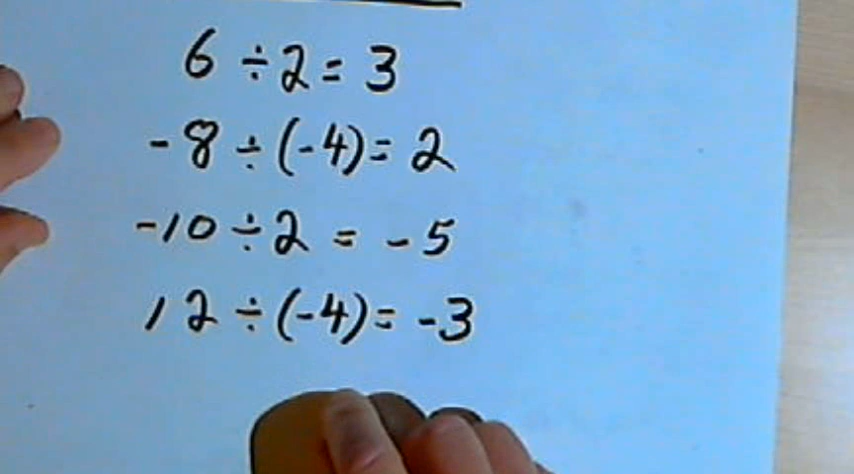 6 ÷ 2 = 3
-8 ÷ (-4) = 2
-10 ÷ 2 = -5
12 ÷ (-4) = -3